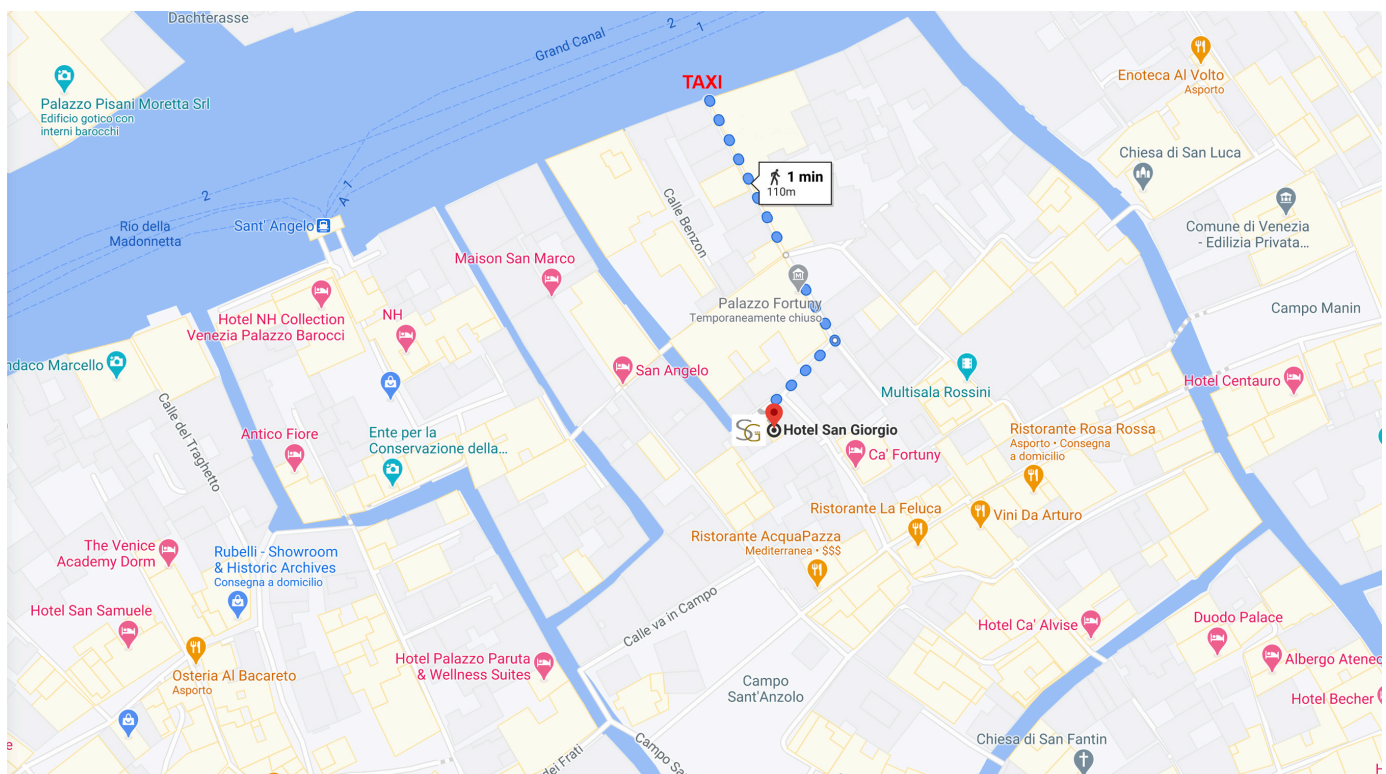 Dachterasse
Grand Canal
2
1
TAXI
Enoteca Al Volto
Asporto
Palazzo Pisani Moretta Srl
Edificio gotico con
interni barocchi
Chiesa di San Luca
1 min
110m
2
A 1
Calle Benzon
Rio della
Madonnetta
Sant' Angelo
Comune di Venezia
- Edilizia Privata...
Maison San Marco
Palazzo Fortuny
Temporaneamente chiuso
Campo Manin
Hotel NH Collection
Venezia Palazzo Barocci
NH
ndaco Marcello
San Angelo
Multisala Rossini
Hotel Centauro
Calle del Traghetto
Antico Fiore
Ente per la
Conservazione della...
SG
Hotel San Giorgio
Ca' Fortuny
Ristorante Rosa Rossa
Asporto • Consegna
a domicilio
Ristorante La Feluca
Vini Da Arturo
Ristorante AcquaPazza
Mediterranea • $$$
The Venice
Academy Dorm
Rubelli - Showroom
& Historic Archives
Consegna a domicilio
Hotel San Samuele
Calle va in Campo
Hotel Ca' Alvise
Duodo Palace
Hotel Palazzo Paruta
& Wellness Suites
Albergo Ateneo
Osteria Al Bacareto
Asporto
Campo
Sant'Anzolo
Hotel Becher
Chiesa di San Fantin
dei Frati
Campo Sa
e
H